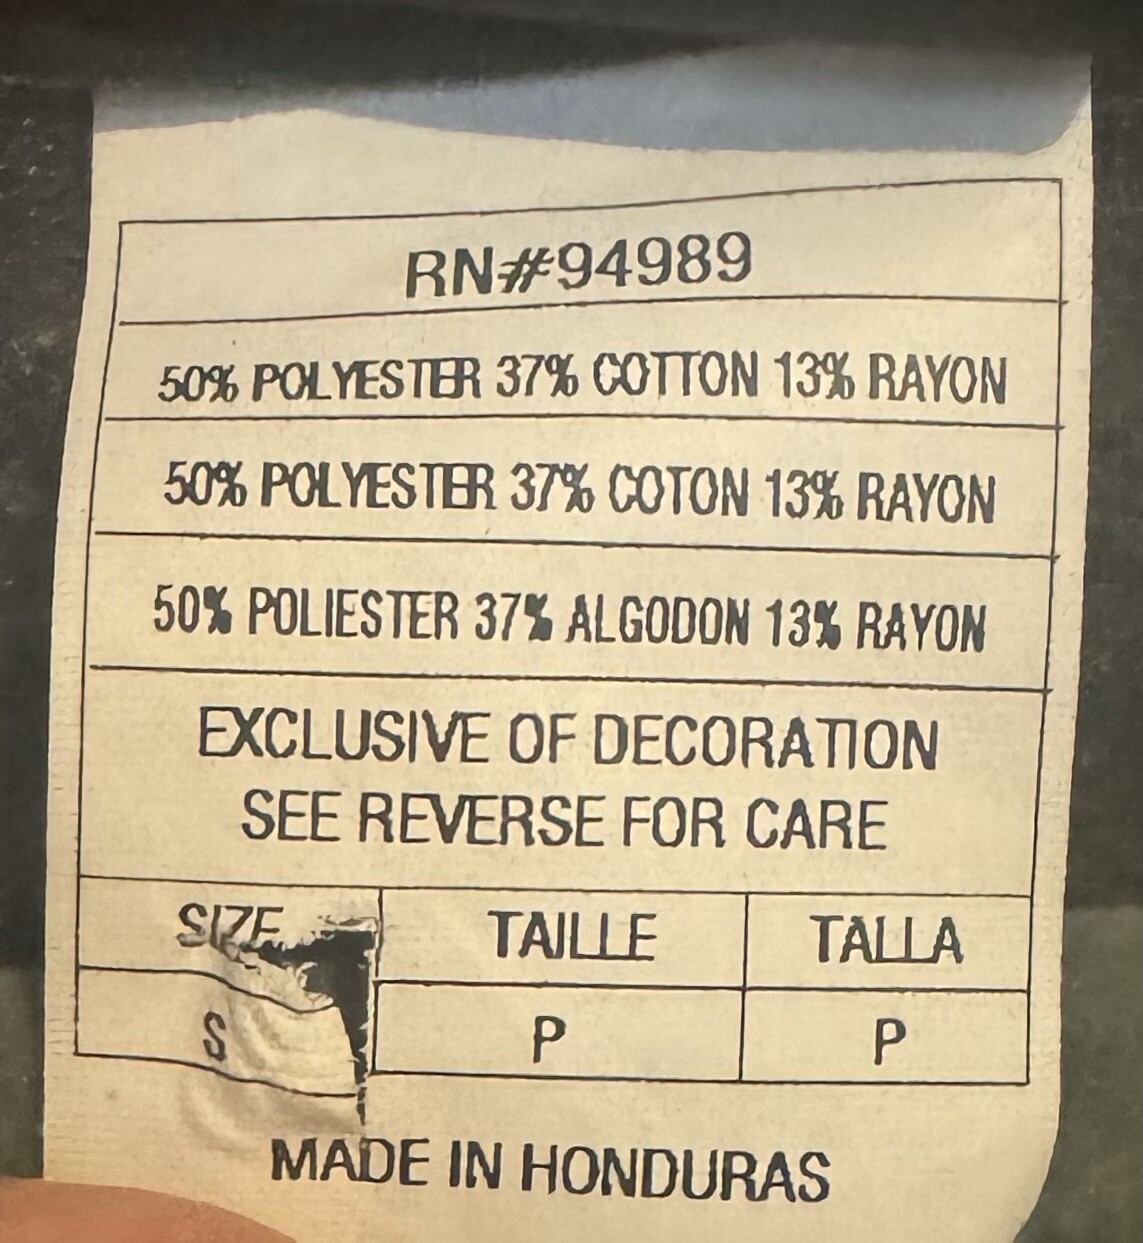 RN#94989
50% POLYESTER 37% COTTON 13% RAYON
50% POLYESTER 37% COTON 13% RAYON
50% POLIESTER 37% ALGODON 13% RAYON
EXCLUSIVE OF DECORATION
SEE REVERSE FOR CARE
SIZE TAILLE TALLA
S P P
MADE IN HONDURAS